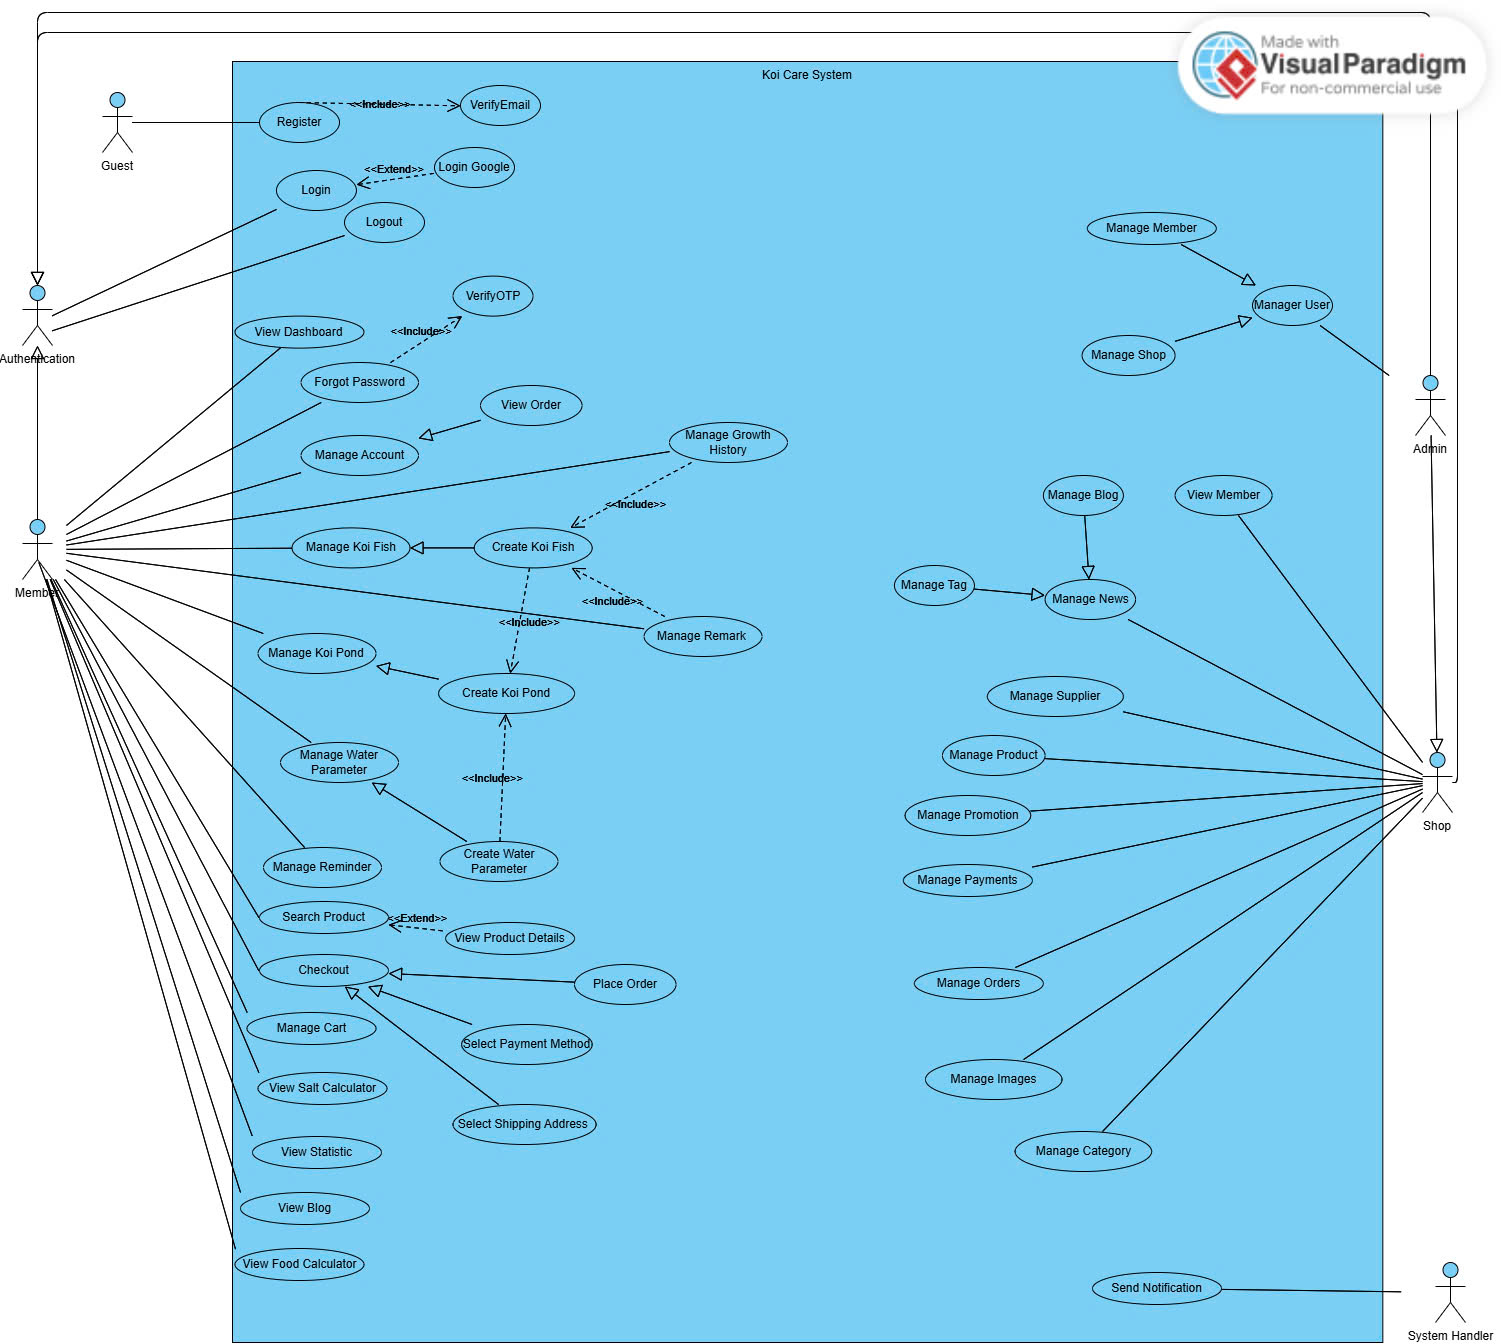 Made with
Visual Paradigm
For non-commercial use
Koi Care System
Guest
Register
<<Include>>
VerifyEmail
Login
<<Extend>>
Login Google
Logout
Authentication
VerifyOTP
<<Include>>
View Dashboard
Forgot Password
View Order
Manage Account
Manage Growth
History
<<Include>>
Manage Koi Fish
Create Koi Fish
<<Include>>
<<Include>>
Manage Remark
Member
Manage Koi Pond
Create Koi Pond
Manage Water
Parameter
<<Include>>
Create Water
Parameter
Manage Reminder
Search Product
<<Extend>>
View Product Details
Checkout
Place Order
Manage Cart
Select Payment Method
View Salt Calculator
Select Shipping Address
View Statistic
View Blog
View Food Calculator
Manage Member
Manager User
Manage Shop
Admin
Manage Blog
View Member
Manage Tag
Manage News
Manage Supplier
Manage Product
Manage Promotion
Shop
Manage Payments
Manage Orders
Manage Images
Manage Category
Send Notification
System Handler